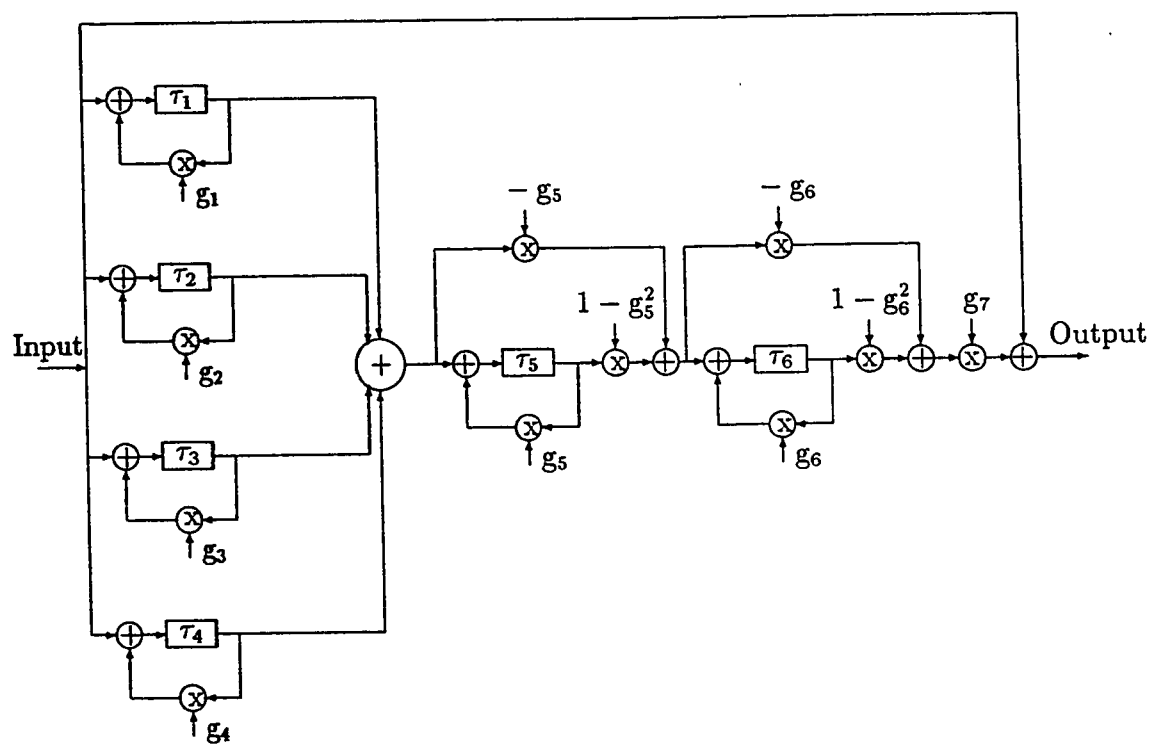 τ₁
x
g₁
− g₅
− g₆
x
x
τ₂
1 − g₅²
1 − g₆²
g₇
Input
x
g₂
+
+
τ₅
x
+
+
τ₆
x
+
x
+
Output
x
g₅
x
g₆
τ₃
x
g₃
τ₄
x
g₄